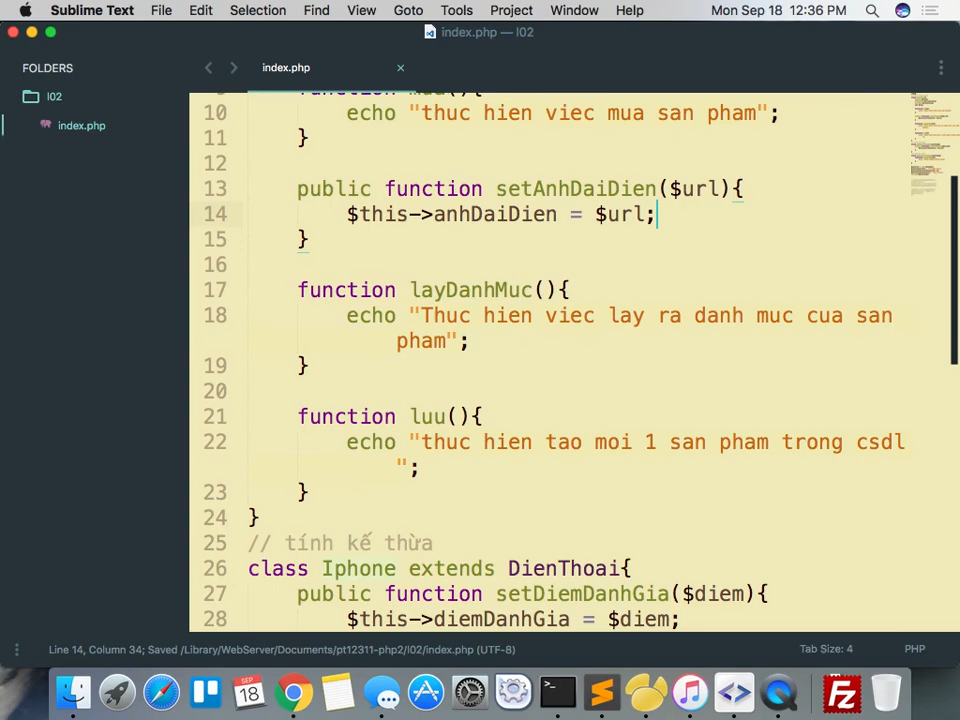 Sublime Text File Edit Selection Find View Goto Tools Project Window Help Mon Sep 18 12:36 PM
index.php — l02
FOLDERS
l02
index.php
index.php
10 echo "thuc hien viec mua san pham";
11 }
12
13 public function setAnhDaiDien($url){
14 $this->anhDaiDien = $url;
15 }
16
17 function layDanhMuc(){
18 echo "Thuc hien viec lay ra danh muc cua san
pham";
19 }
20
21 function luu(){
22 echo "thuc hien tao moi 1 san pham trong csdl
";
23 }
24 }
25 // tính kế thừa
26 class Iphone extends DienThoai{
27 public function setDiemDanhGia($diem){
28 $this->diemDanhGia = $diem;
Line 14, Column 34; Saved /Library/WebServer/Documents/pt12311-php2/l02/index.php (UTF-8) Tab Size: 4 PHP
SEP
18
Fz